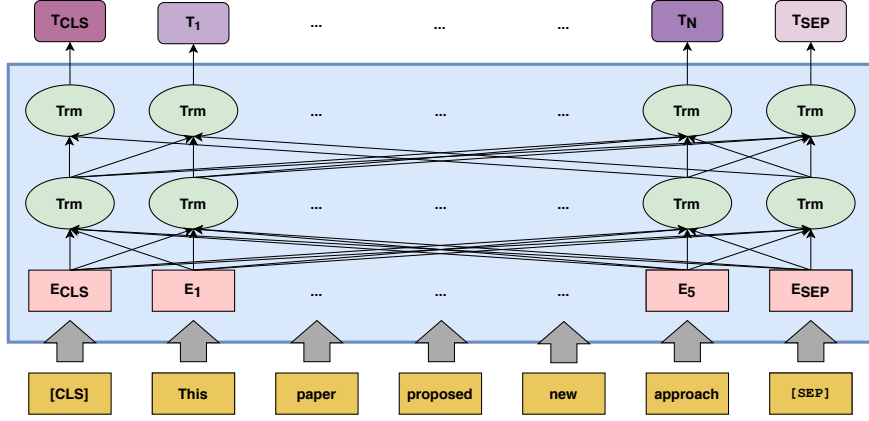 TCLS T1 ... ... ... TN TSEP
Trm Trm ... ... ... Trm Trm
Trm Trm ... ... ... Trm Trm
ECLS E1 ... ... ... E5 ESEP
[CLS] This paper proposed new approach [SEP]